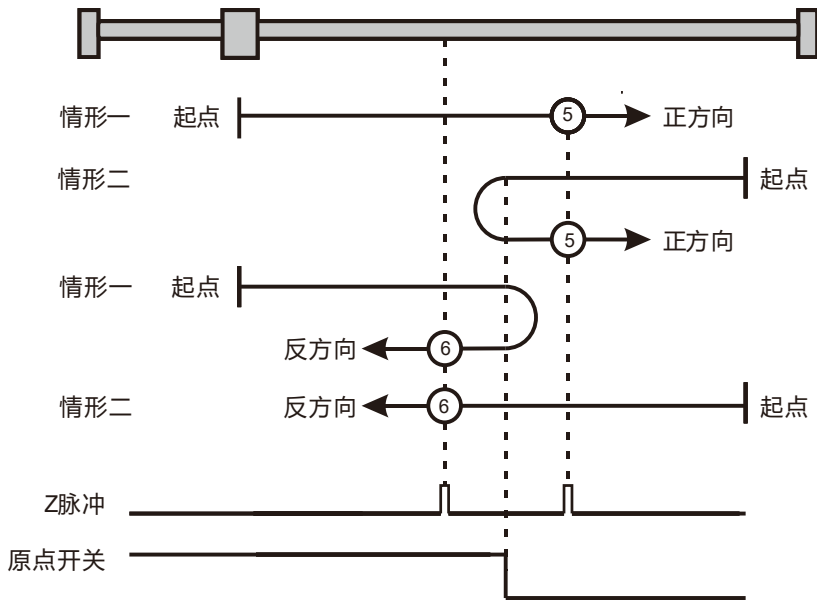 情形一 起点 5 正方向
情形二 起点
5 正方向
情形一 起点
反方向 6
情形二 反方向 6 起点
Z脉冲
原点开关